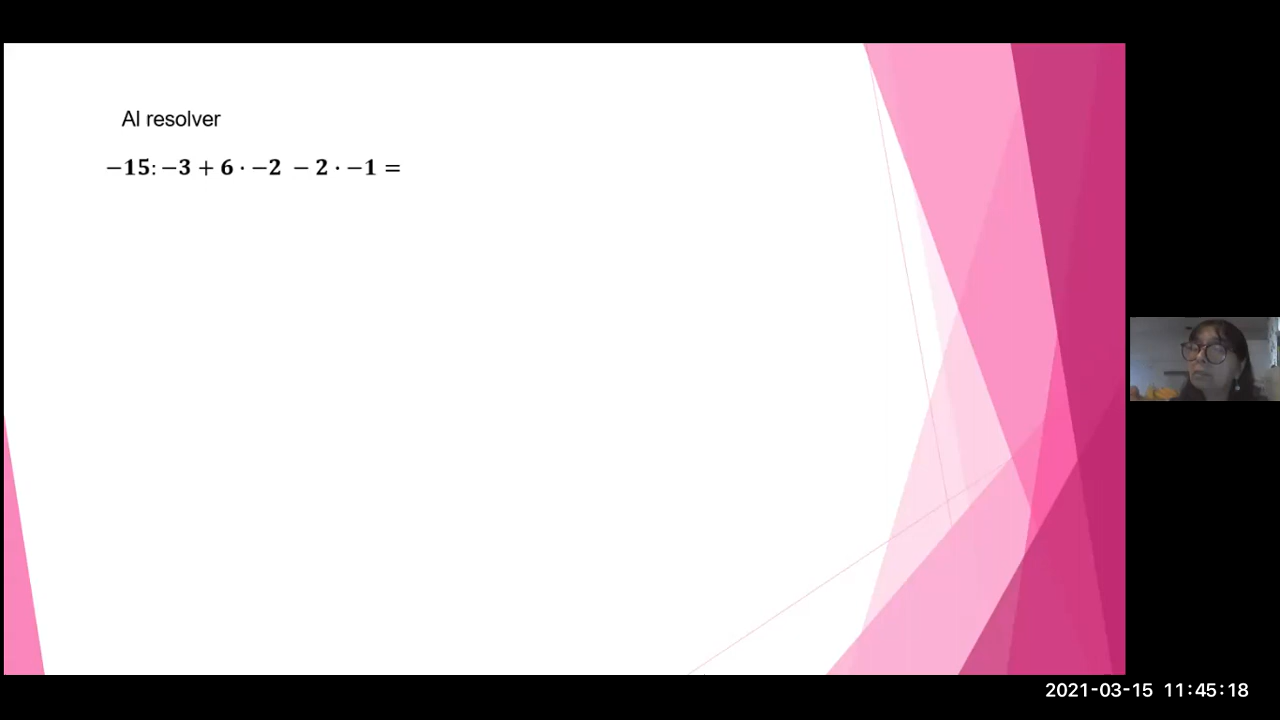 Al resolver
−15: −3 + 6 · −2 − 2 · −1 =
2021-03-15 11:45:18